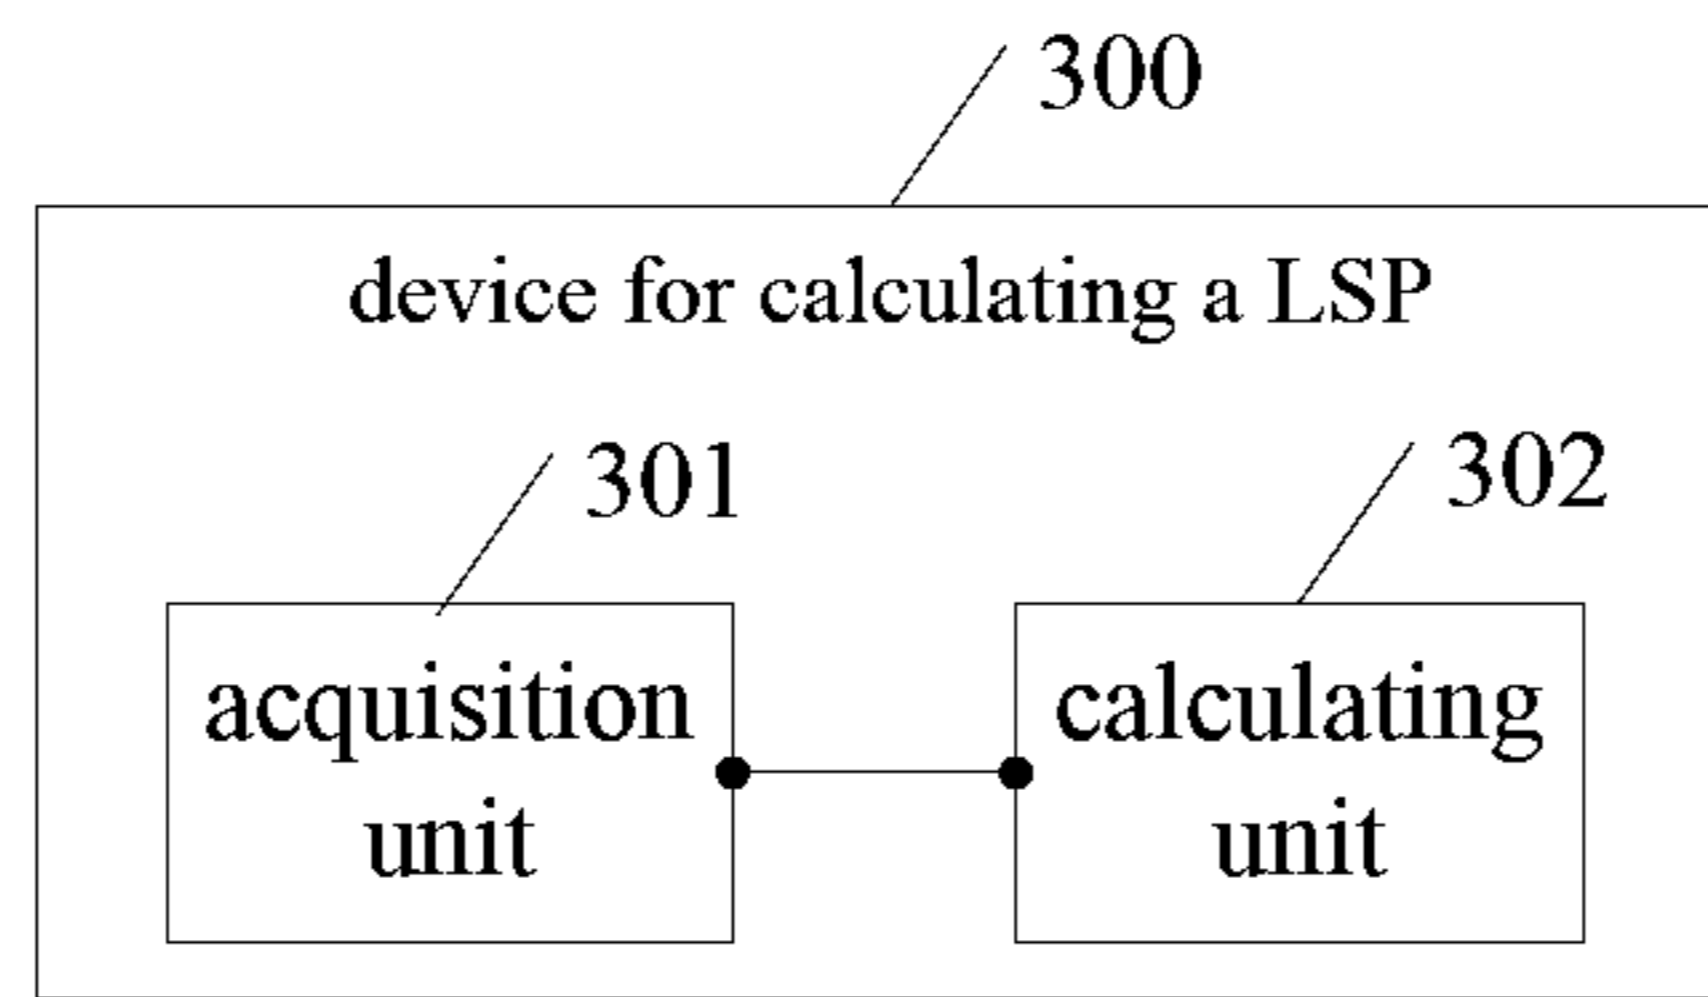 300
device for calculating a LSP
301
302
acquisition
unit
calculating
unit